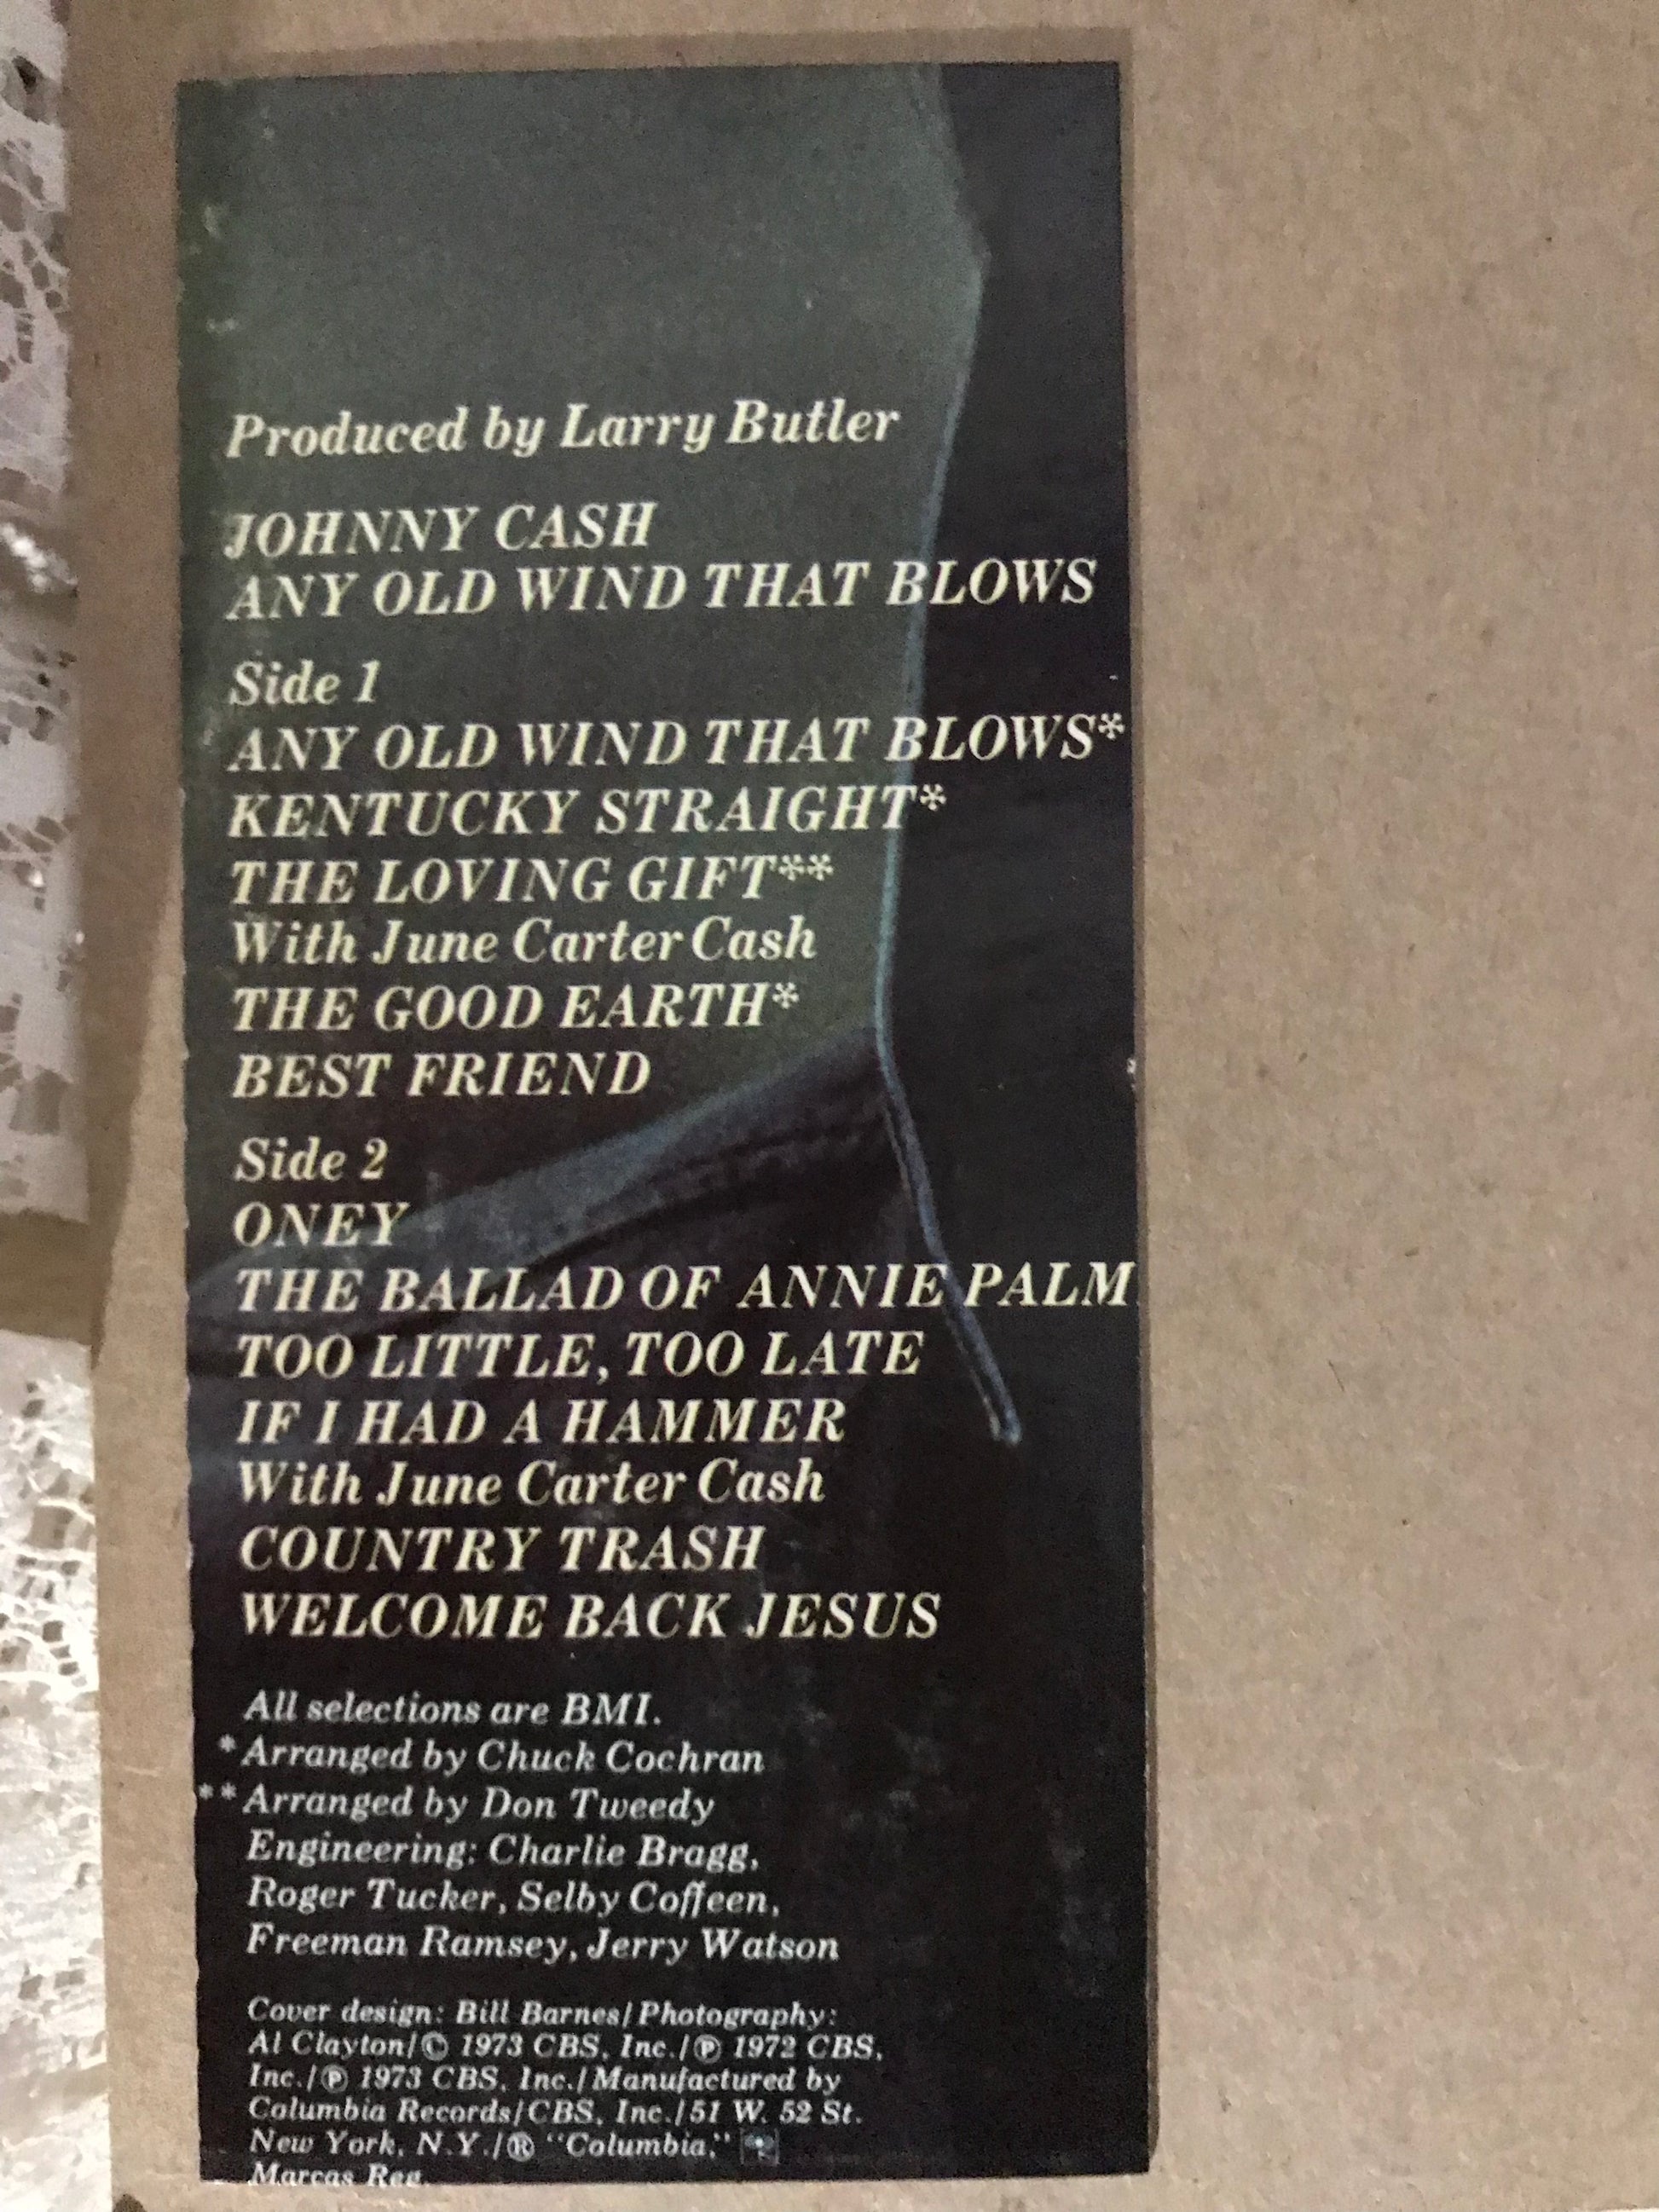 Produced by Larry Butler
JOHNNY CASH
ANY OLD WIND THAT BLOWS
Side 1
ANY OLD WIND THAT BLOWS*
KENTUCKY STRAIGHT*
THE LOVING GIFT**
With June Carter Cash
THE GOOD EARTH*
BEST FRIEND
Side 2
ONEY
THE BALLAD OF ANNIE PALM
TOO LITTLE, TOO LATE
IF I HAD A HAMMER
With June Carter Cash
COUNTRY TRASH
WELCOME BACK JESUS
All selections are BMI.
*Arranged by Chuck Cochran
**Arranged by Don Tweedy
Engineering: Charlie Bragg,
Roger Tucker, Selby Coffeen,
Freeman Ramsey, Jerry Watson
Cover design: Bill Barnes/Photography:
Al Clayton/© 1973 CBS, Inc./℗ 1972 CBS,
Inc./℗ 1973 CBS, Inc./Manufactured by
Columbia Records/CBS, Inc./51 W. 52 St.
New York, N.Y./® "Columbia,"
Marcas Reg.